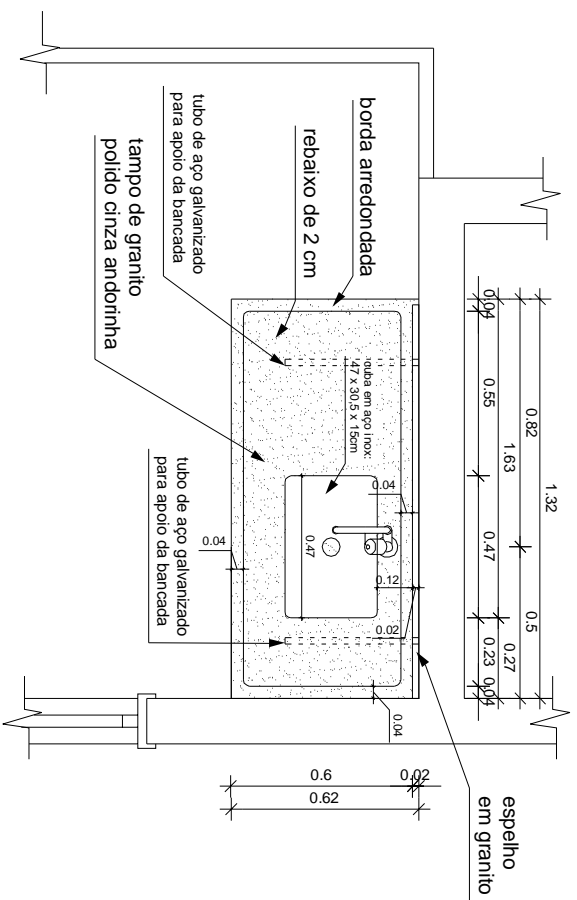 borda arredondada
rebaixo de 2 cm
tubo de aço galvanizado
para apoio da bancada
tampo de granito
polido cinza andorinha
cuba em aço inox:
47 x 30,5 x 15cm
tubo de aço galvanizado
para apoio da bancada
espelho
em granito
1.32
0.82
0.5
1.63
0.27
0.04
0.55
0.47
0.23
0.04
0.04
0.47
0.12
0.02
0.04
0.04
0.6
0.02
0.62